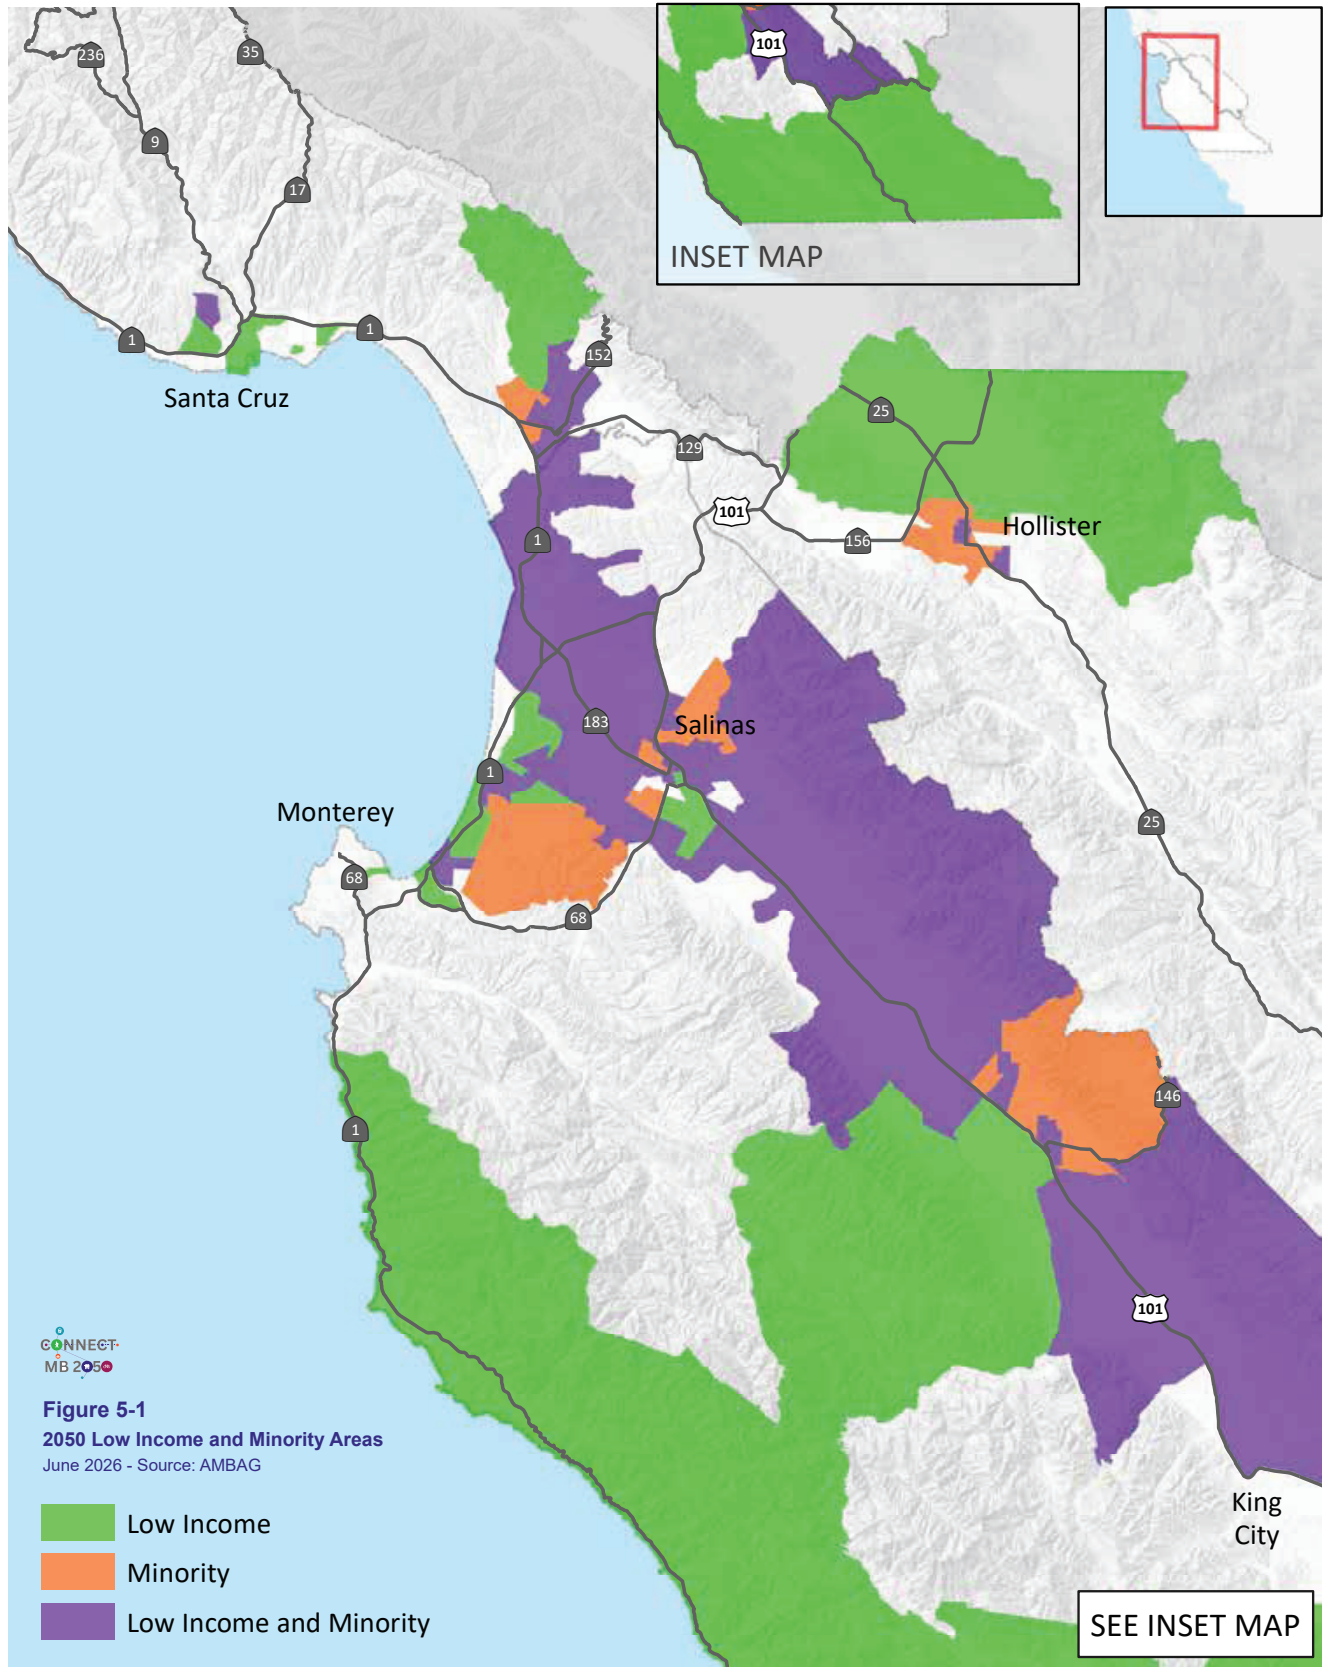 236
35
9
17
101
INSET MAP
1
1
152
Santa Cruz
25
129
101
Hollister
1
156
Salinas
183
1
Monterey
25
68
68
146
1
101
CONNECT
MB 2050
Figure 5-1
2050 Low Income and Minority Areas
June 2026 - Source: AMBAG
King
City
Low Income
Minority
Low Income and Minority
SEE INSET MAP